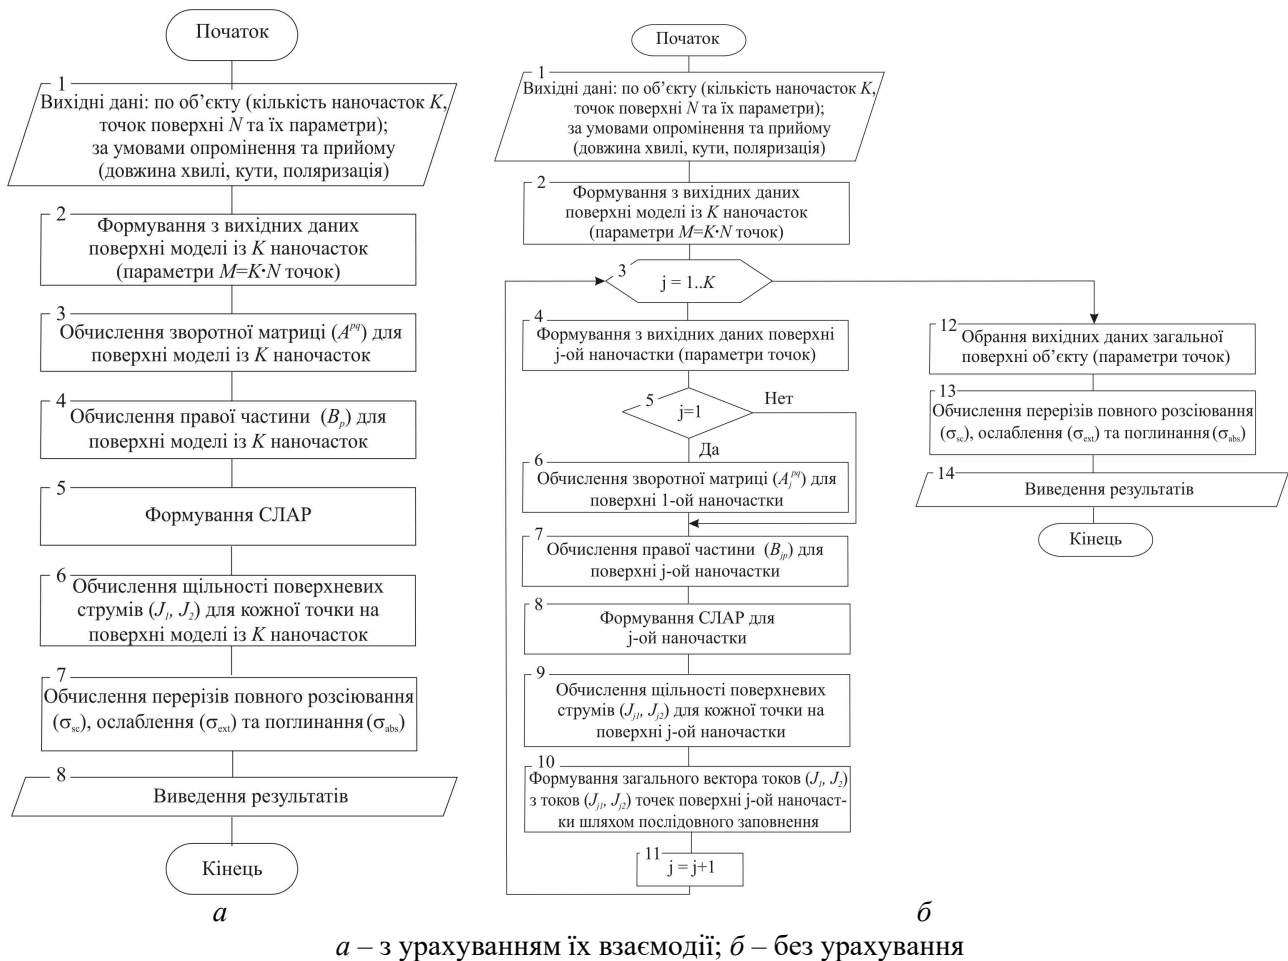 Початок
1
Вихідні дані: по об’єкту (кількість наночасток K,
точок поверхні N та їх параметри);
за умовами опромінення та прийому
(довжина хвилі, кути, поляризація)
2
Формування з вихідних даних
поверхні моделі із K наночасток
(параметри M=K·N точок)
3
Обчислення зворотної матриці (A^{pq}) для
поверхні моделі із K наночасток
4
Обчислення правої частини (B_p) для
поверхні моделі із K наночасток
5
Формування СЛАР
6
Обчислення щільності поверхневих
струмів (J_1, J_2) для кожної точки на
поверхні моделі із K наночасток
7
Обчислення перерізів повного розсіювання
(σ_sc), ослаблення (σ_ext) та поглинання (σ_abs)
8
Виведення результатів
Кінець
а
Початок
1
Вихідні дані: по об’єкту (кількість наночасток K,
точок поверхні N та їх параметри);
за умовами опромінення та прийому
(довжина хвилі, кути, поляризація)
2
Формування з вихідних даних
поверхні моделі із K наночасток
(параметри M=K·N точок)
3
j = 1..K
4
Формування з вихідних даних поверхні
j-ой наночастки (параметри точок)
5
j=1
Нет
Да
6
Обчислення зворотної матриці (A_j^{pq}) для
поверхні 1-ой наночастки
7
Обчислення правої частини (B_{jp}) для
поверхні j-ой наночастки
8
Формування СЛАР для
j-ой наночастки
9
Обчислення щільності поверхневих
струмів (J_{j1}, J_{j2}) для кожної точки на
поверхні j-ой наночастки
10
Формування загального вектора токов (J_1, J_2)
з токов (J_{j1}, J_{j2}) точек поверхні j-ой наночаст-
ки шляхом послідовного заповнення
11
j = j+1
12
Обрання вихідних даних загальної
поверхні об’єкту (параметри точок)
13
Обчислення перерізів повного розсіювання
(σ_sc), ослаблення (σ_ext) та поглинання (σ_abs)
14
Виведення результатів
Кінець
б
а – з урахуванням їх взаємодії; б – без урахування